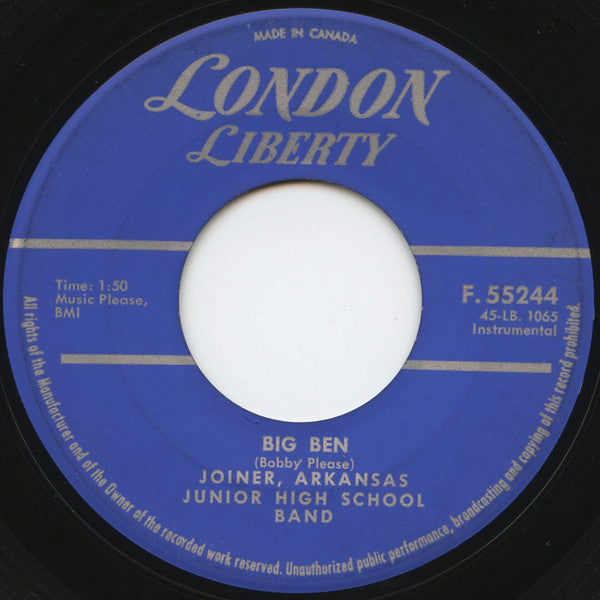 MADE IN CANADA
LONDON
LIBERTY
Time: 1:50
Music Please,
BMI
F. 55244
45-LB. 1065
Instrumental
BIG BEN
(Bobby Please)
JOINER, ARKANSAS
JUNIOR HIGH SCHOOL
BAND
All rights of the Manufacturer and of the Owner of the recorded work reserved. Unauthorized public performance, broadcasting and copying of this record prohibited.